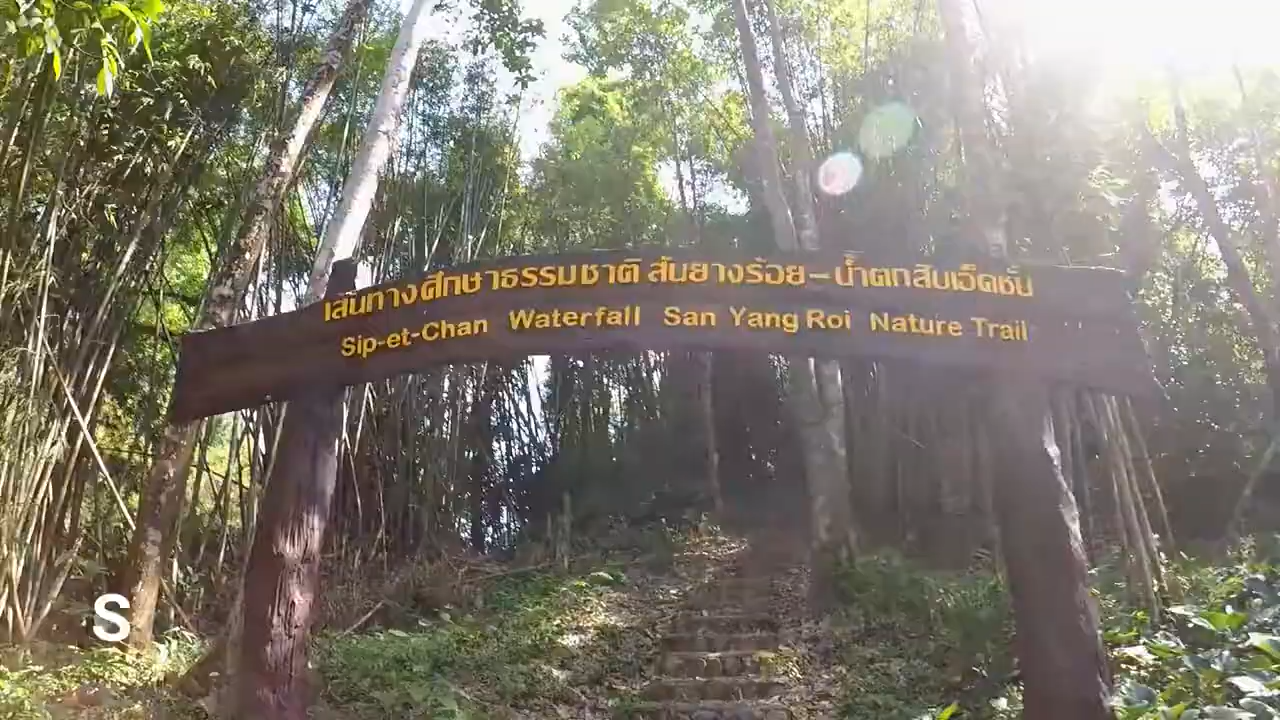 เส้นทางศึกษาธรรมชาติ สันยางร้อย-น้ำตกสิบเอ็ดชั้น
Sip-et-Chan Waterfall San Yang Roi Nature Trail
S